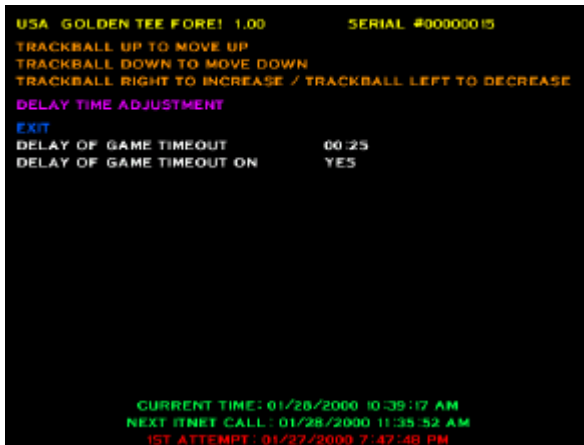 USA GOLDEN TEE FORE! 1.00 SERIAL #00000015
TRACKBALL UP TO MOVE UP
TRACKBALL DOWN TO MOVE DOWN
TRACKBALL RIGHT TO INCREASE / TRACKBALL LEFT TO DECREASE
DELAY TIME ADJUSTMENT
EXIT
DELAY OF GAME TIMEOUT 00:25
DELAY OF GAME TIMEOUT ON YES
CURRENT TIME: 01/28/2000 10:39:17 AM
NEXT ITNET CALL: 01/28/2000 11:35:52 AM
1ST ATTEMPT: 01/27/2000 7:47:48 PM